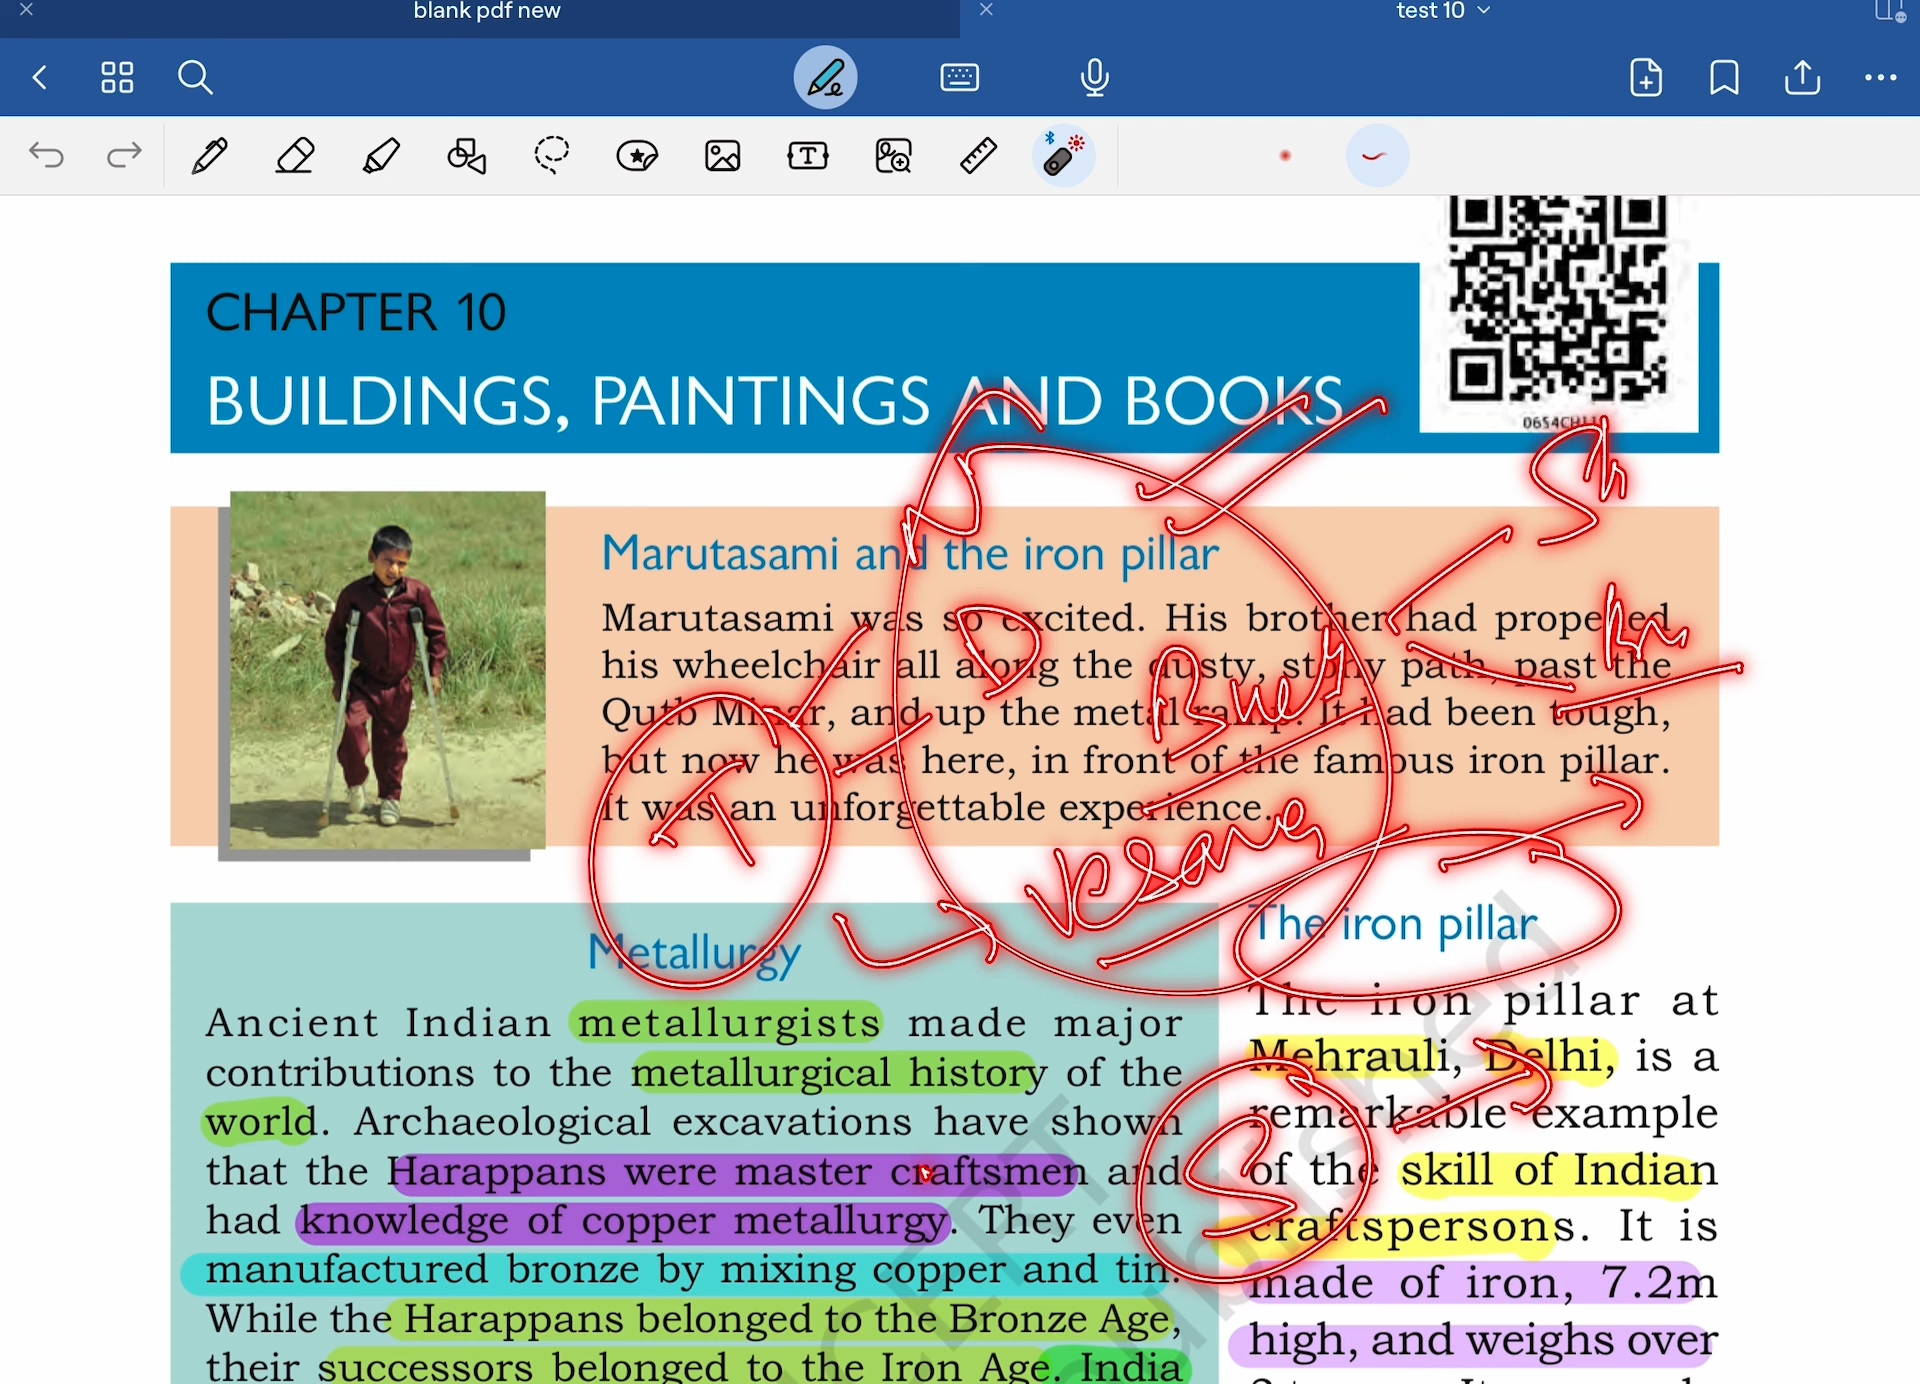 blank pdf new
test 10
0654CH11
CHAPTER 10
BUILDINGS, PAINTINGS AND BOOKS
Marutasami and the iron pillar
Marutasami was so excited. His brother had propelled
his wheelchair all along the dusty, stony path, past the
Qutb Minar, and up the metal ramp. It had been tough,
but now he was here, in front of the famous iron pillar.
It was an unforgettable experience.
Metallurgy
Ancient Indian metallurgists made major
contributions to the metallurgical history of the
world. Archaeological excavations have shown
that the Harappans were master craftsmen and
had knowledge of copper metallurgy. They even
manufactured bronze by mixing copper and tin.
While the Harappans belonged to the Bronze Age,
their successors belonged to the Iron Age. India
The iron pillar
The iron pillar at
Mehrauli, Delhi, is a
remarkable example
of the skill of Indian
craftspersons. It is
made of iron, 7.2m
high, and weighs over
Sh
D
T
S